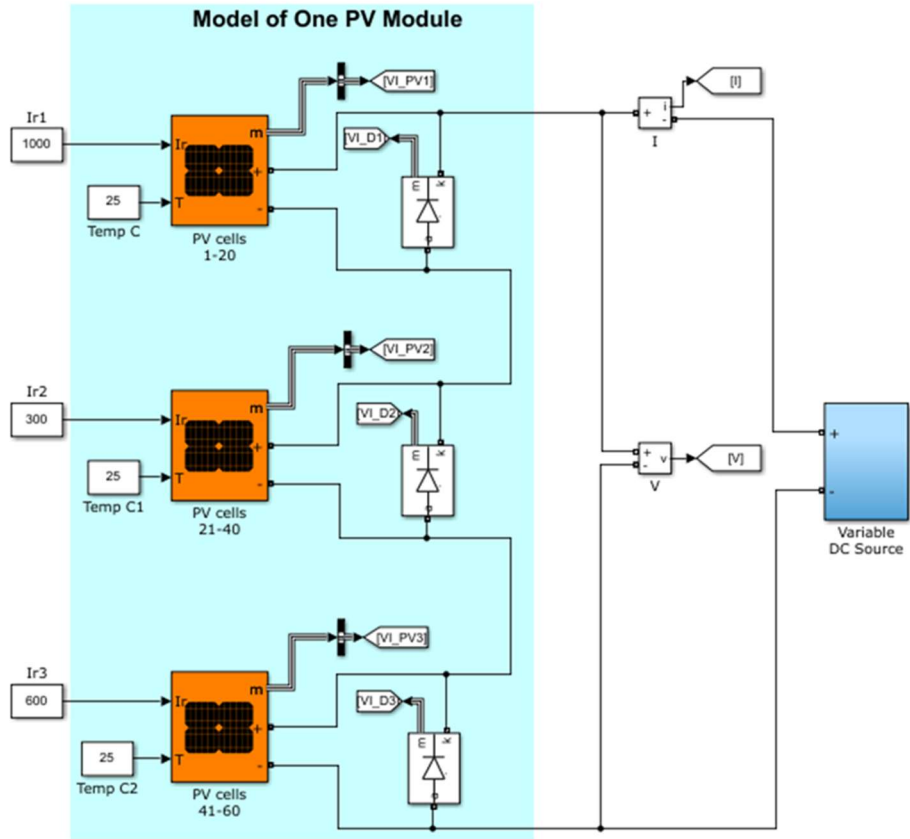 Model of One PV Module
[VI_PV1]
[I]
Ir1
1000
m
[VI_D1]
+
i
-
I
Ir
+
m
k
25
T
-
Temp C
PV cells
1-20
a
[VI_PV2]
Ir2
300
m
[VI_D2]
Ir
+
m
k
+
-
v
[V]
V
+
25
T
-
Temp C1
PV cells
21-40
a
-
Variable
DC Source
[VI_PV3]
Ir3
600
m
[VI_D3]
Ir
+
m
k
25
T
-
Temp C2
PV cells
41-60
a